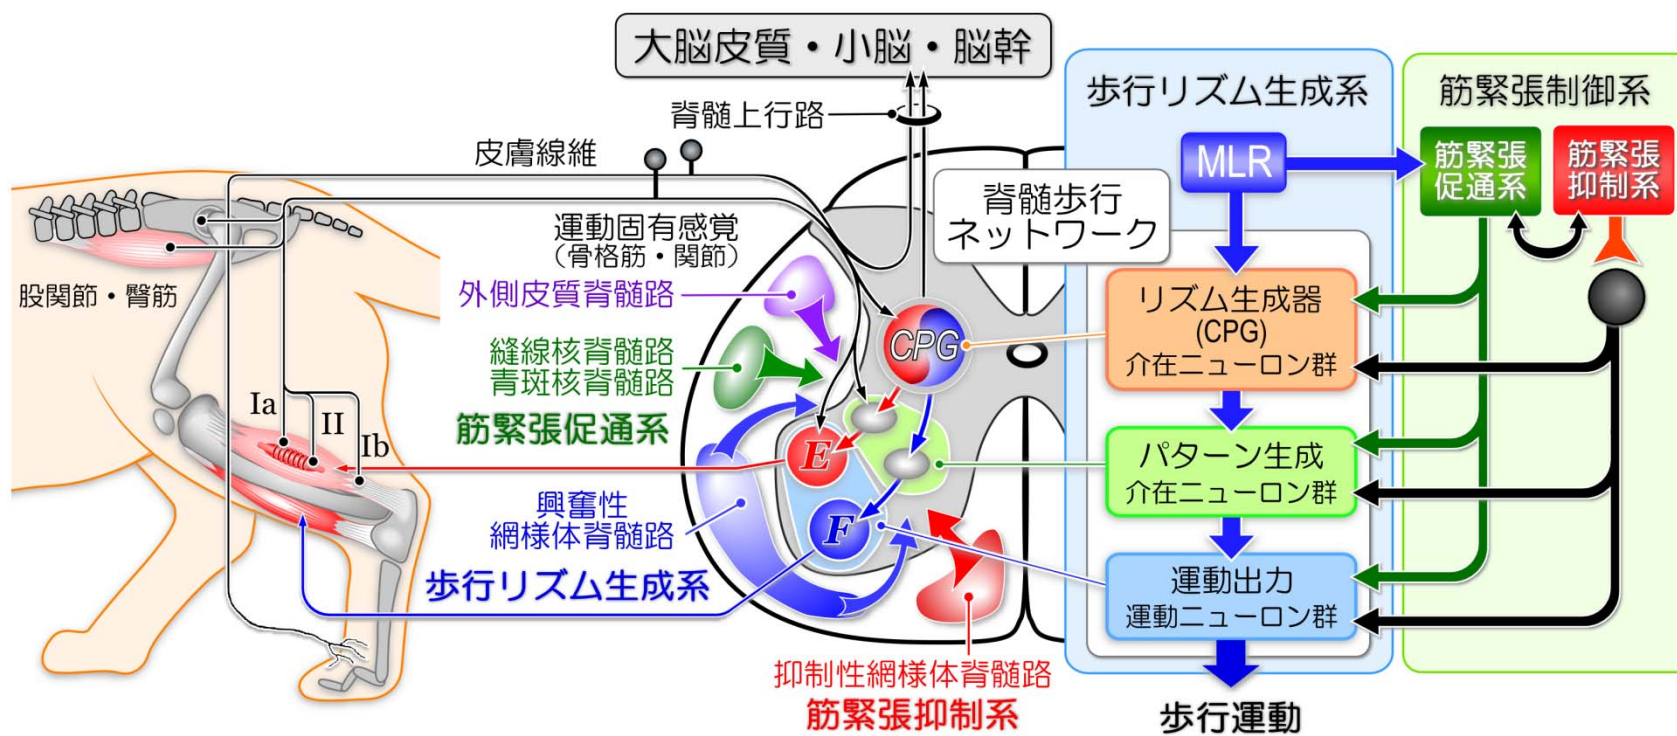 大脳皮質・小脳・脳幹
脊髄上行路
皮膚線維
運動固有感覚
(骨格筋・関節)
股関節・臀筋
外側皮質脊髄路
縫線核脊髄路
青斑核脊髄路
筋緊張促通系
Ia
II
Ib
興奮性
網様体脊髄路
歩行リズム生成系
抑制性網様体脊髄路
筋緊張抑制系
CPG
E
F
脊髄歩行
ネットワーク
歩行リズム生成系
MLR
リズム生成器
(CPG)
介在ニューロン群
パターン生成
介在ニューロン群
運動出力
運動ニューロン群
歩行運動
筋緊張制御系
筋緊張
促通系
筋緊張
抑制系